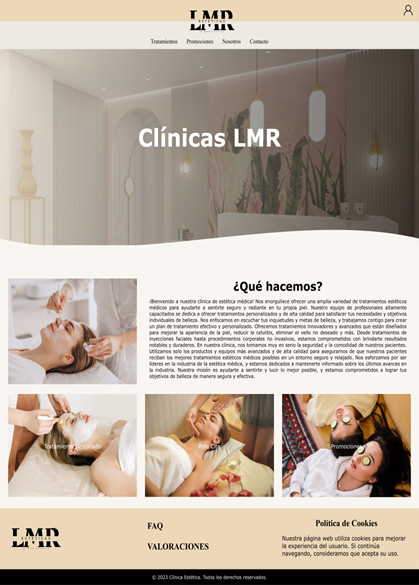 LMR
ESTÉTICAS
Tratamientos Promociones Nosotros Contacto
Clínicas LMR
¿Qué hacemos?
¡Bienvenido a nuestra clínica de estética médica! Nos enorgullece ofrecer una amplia variedad de tratamientos estéticos
médicos para ayudarte a sentirte seguro y radiante en tu propia piel. Nuestro equipo de profesionales altamente
capacitados se dedica a ofrecer tratamientos personalizados y de alta calidad para satisfacer tus necesidades y objetivos
individuales de belleza. Nos enfocamos en escuchar tus inquietudes y metas de belleza, y trabajamos contigo para crear
un plan de tratamiento efectivo y personalizado. Ofrecemos tratamientos innovadores y avanzados que están diseñados
para mejorar la apariencia de la piel, reducir la celulitis, eliminar el vello no deseado y más. Desde tratamientos de
inyecciones faciales hasta procedimientos corporales no invasivos, estamos comprometidos con brindarte resultados
notables y duraderos. En nuestra clínica, nos tomamos muy en serio la seguridad y la comodidad de nuestros pacientes.
Utilizamos solo los productos y equipos más avanzados y de alta calidad para asegurarnos de que nuestros pacientes
reciban los mejores tratamientos estéticos médicos posibles en un entorno seguro y relajado. Nos esforzamos por ser
líderes en la industria de la estética médica, y estamos dedicados a mantenerte informado sobre los últimos avances en
la industria. Nuestra misión es ayudarte a sentirte y lucir lo mejor posible, y estamos comprometidos a lograr tus
objetivos de belleza de manera segura y efectiva.
Tratamiento
Promociones
LMR
ESTÉTICAS
FAQ
VALORACIONES
Política de Cookies
Nuestra página web utiliza cookies para mejorar
la experiencia del usuario. Si continúa
navegando, consideramos que acepta su uso.
© 2023 Clínica Estética. Todos los derechos reservados.